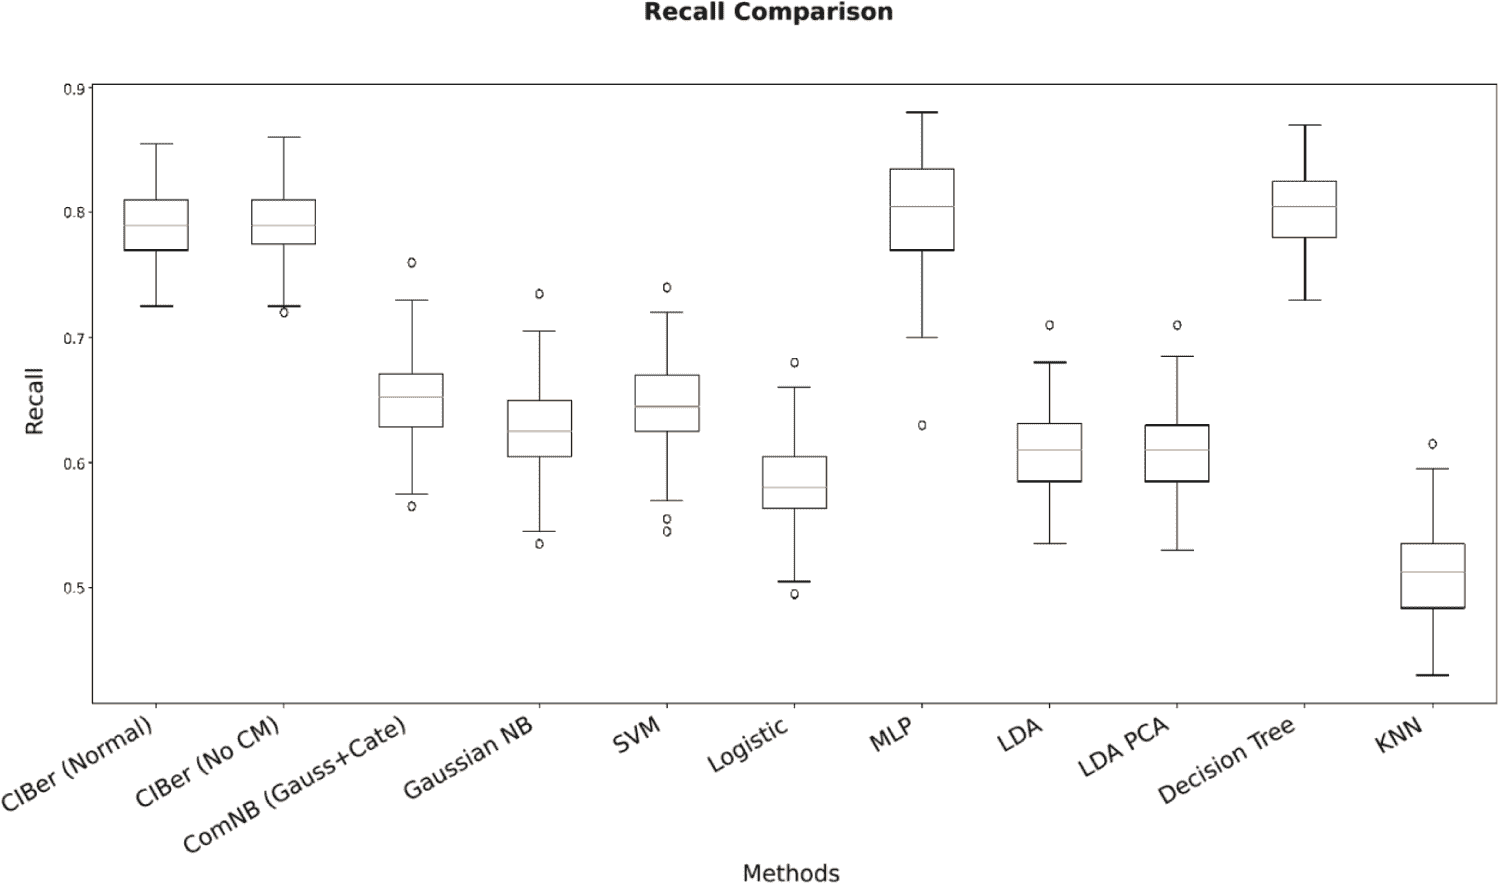 Recall Comparison
0.9
0.8
0.7
0.6
0.5
Recall
CIBer (Normal)
CIBer (No CM)
ComNB (Gauss+Cate)
Gaussian NB
SVM
Logistic
MLP
LDA
LDA PCA
Decision Tree
KNN
Methods